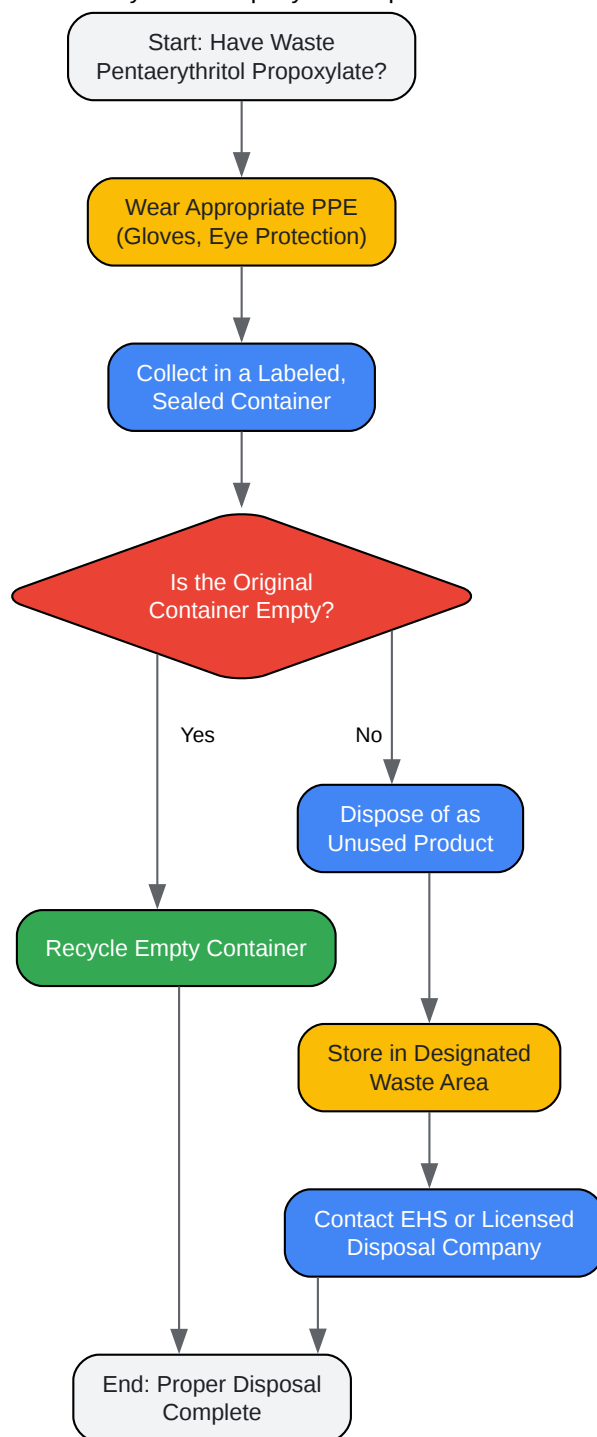 Start: Have Waste
Pentaerythritol Propoxylate?
Wear Appropriate PPE
(Gloves, Eye Protection)
Collect in a Labeled,
Sealed Container
Is the Original
Container Empty?
Yes
No
Dispose of as
Unused Product
Recycle Empty Container
Store in Designated
Waste Area
Contact EHS or Licensed
Disposal Company
End: Proper Disposal
Complete